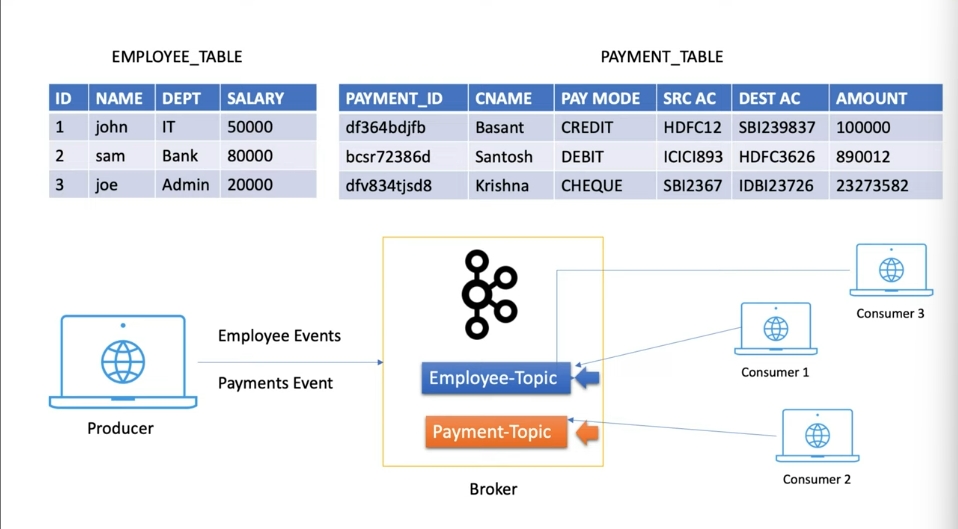 EMPLOYEE_TABLE
ID NAME DEPT SALARY
1 john IT 50000
2 sam Bank 80000
3 joe Admin 20000
PAYMENT_TABLE
PAYMENT_ID CNAME PAY MODE SRC AC DEST AC AMOUNT
df364bdjfb Basant CREDIT HDFC12 SBI239837 100000
bcsr72386d Santosh DEBIT ICICI893 HDFC3626 890012
dfv834tjsd8 Krishna CHEQUE SBI2367 IDBI23726 23273582
Employee Events
Payments Event
Producer
Employee-Topic
Payment-Topic
Broker
Consumer 3
Consumer 1
Consumer 2